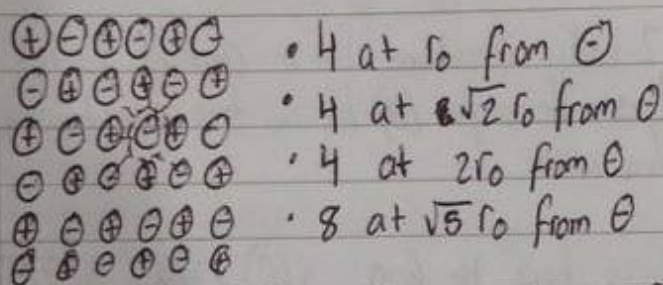 ⊕ ⊖ ⊕ ⊖ ⊕ ⊖
⊖ ⊕ ⊖ ⊕ ⊖ ⊕
⊕ ⊖ ⊕ ⊖ ⊕ ⊖
⊖ ⊕ ⊖ ⊕ ⊖ ⊕
⊕ ⊖ ⊕ ⊖ ⊕ ⊖
⊖ ⊕ ⊖ ⊕ ⊖ ⊕
• 4 at r₀ from ⊖
• 4 at √2 r₀ from ⊖
• 4 at 2r₀ from ⊖
• 8 at √5 r₀ from ⊖